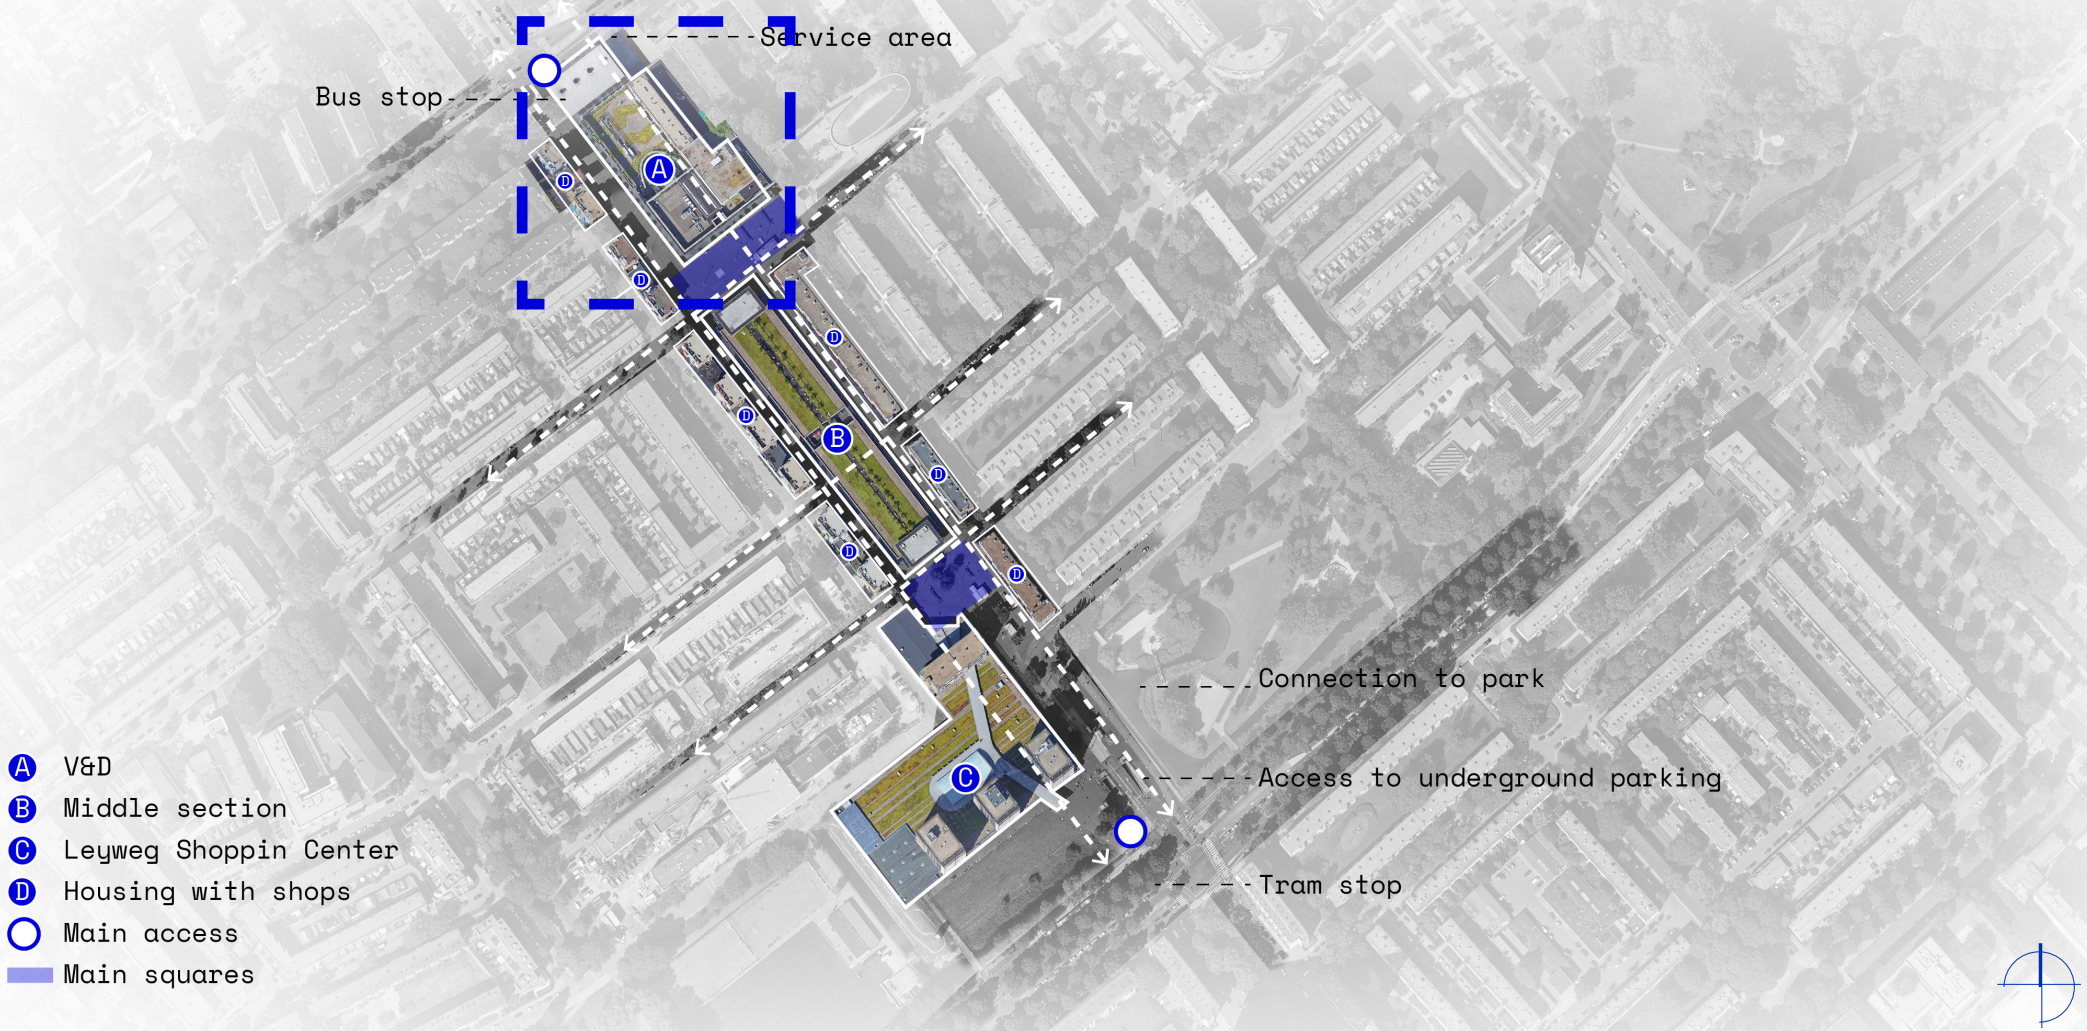 Service area
Bus stop
A
D
D
D
B
D
D
D
D
Connection to park
C
Access to underground parking
Tram stop
A V&D
B Middle section
C Leyweg Shoppin Center
D Housing with shops
Main access
Main squares